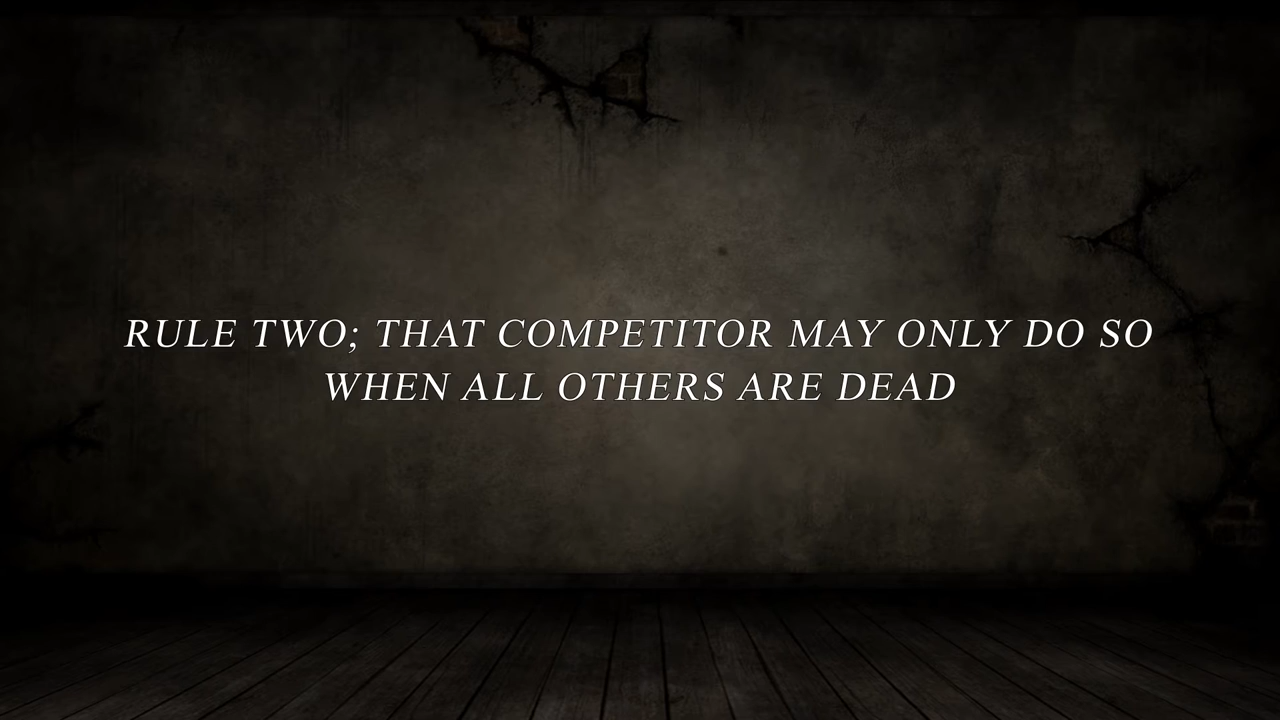 RULE TWO; THAT COMPETITOR MAY ONLY DO SO
WHEN ALL OTHERS ARE DEAD